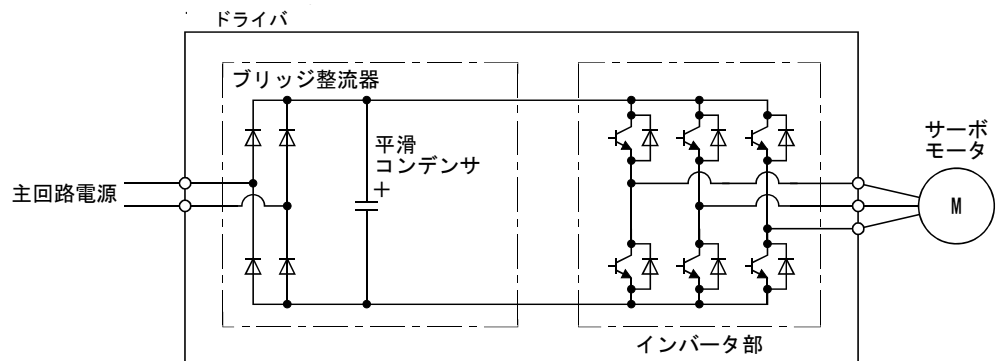 ドライバ
ブリッジ整流器
平滑
コンデンサ
+
主回路電源
サーボ
モータ
M
インバータ部